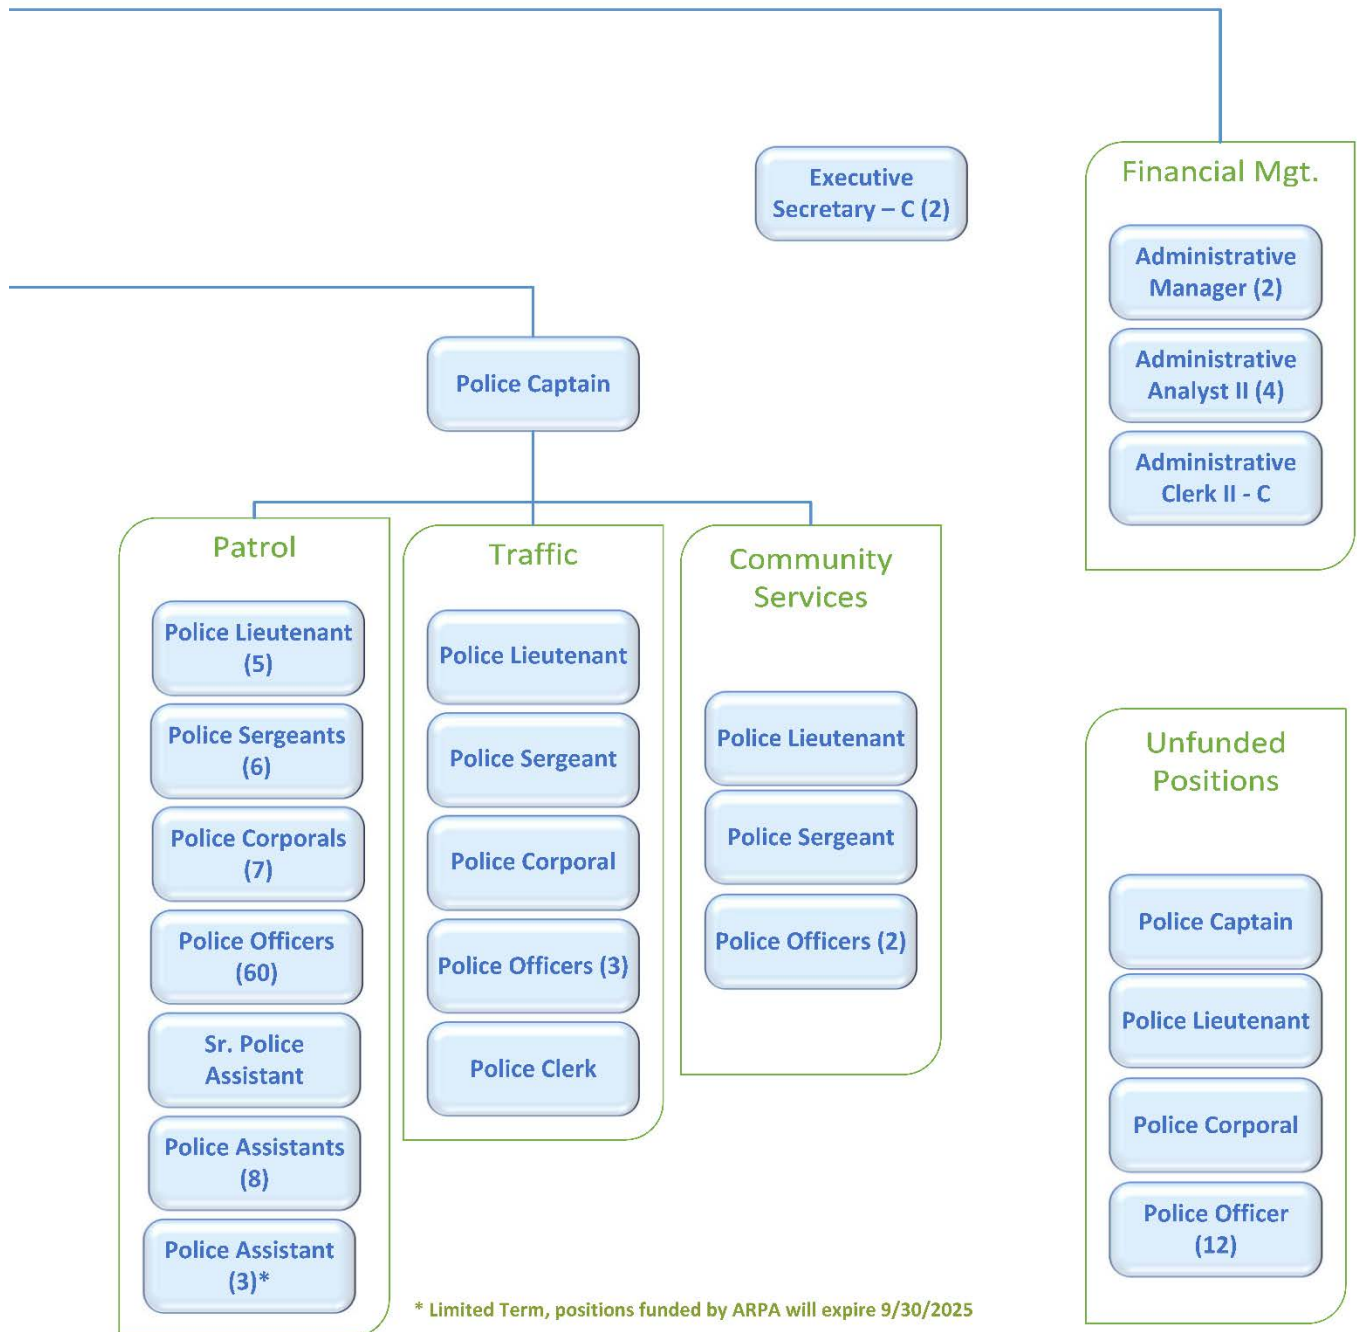 Executive
Secretary – C (2)
Financial Mgt.
Administrative
Manager (2)
Administrative
Analyst II (4)
Administrative
Clerk II - C
Police Captain
Patrol
Police Lieutenant
(5)
Police Sergeants
(6)
Police Corporals
(7)
Police Officers
(60)
Sr. Police
Assistant
Police Assistants
(8)
Police Assistant
(3)*
Traffic
Police Lieutenant
Police Sergeant
Police Corporal
Police Officers (3)
Police Clerk
Community
Services
Police Lieutenant
Police Sergeant
Police Officers (2)
Unfunded
Positions
Police Captain
Police Lieutenant
Police Corporal
Police Officer
(12)
* Limited Term, positions funded by ARPA will expire 9/30/2025